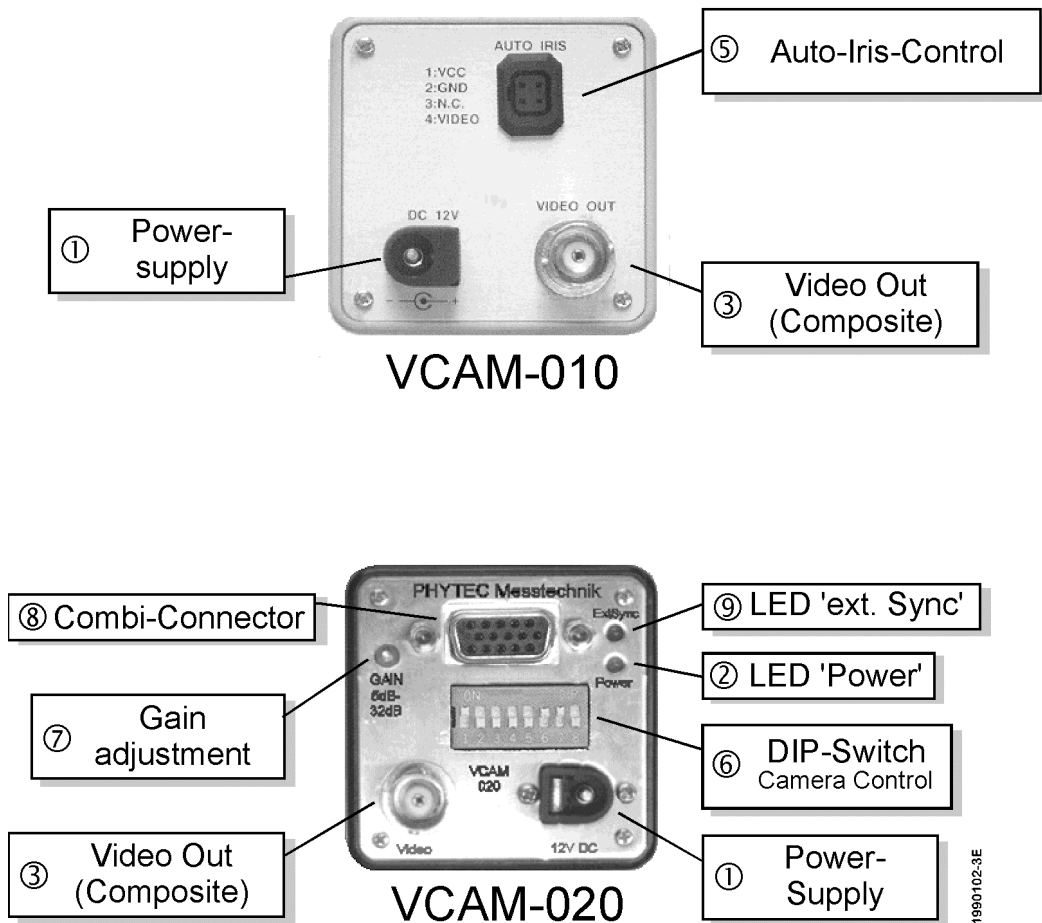 AUTO IRIS
1:VCC
2:GND
3:N.C.
4:VIDEO
⑤ Auto-Iris-Control
DC 12V
VIDEO OUT
① Power-
supply
③ Video Out
(Composite)
- +
VCAM-010
PHYTEC Messtechnik
ExtSync
⑧ Combi-Connector
⑨ LED 'ext. Sync'
Power
② LED 'Power'
GAIN
6dB-
32dB
ON
1 2 3 4 5 6 7 8
⑦ Gain
adjustment
⑥ DIP-Switch
Camera Control
VCAM
020
Video
12V DC
③ Video Out
(Composite)
① Power-
Supply
VCAM-020
1990102-3E